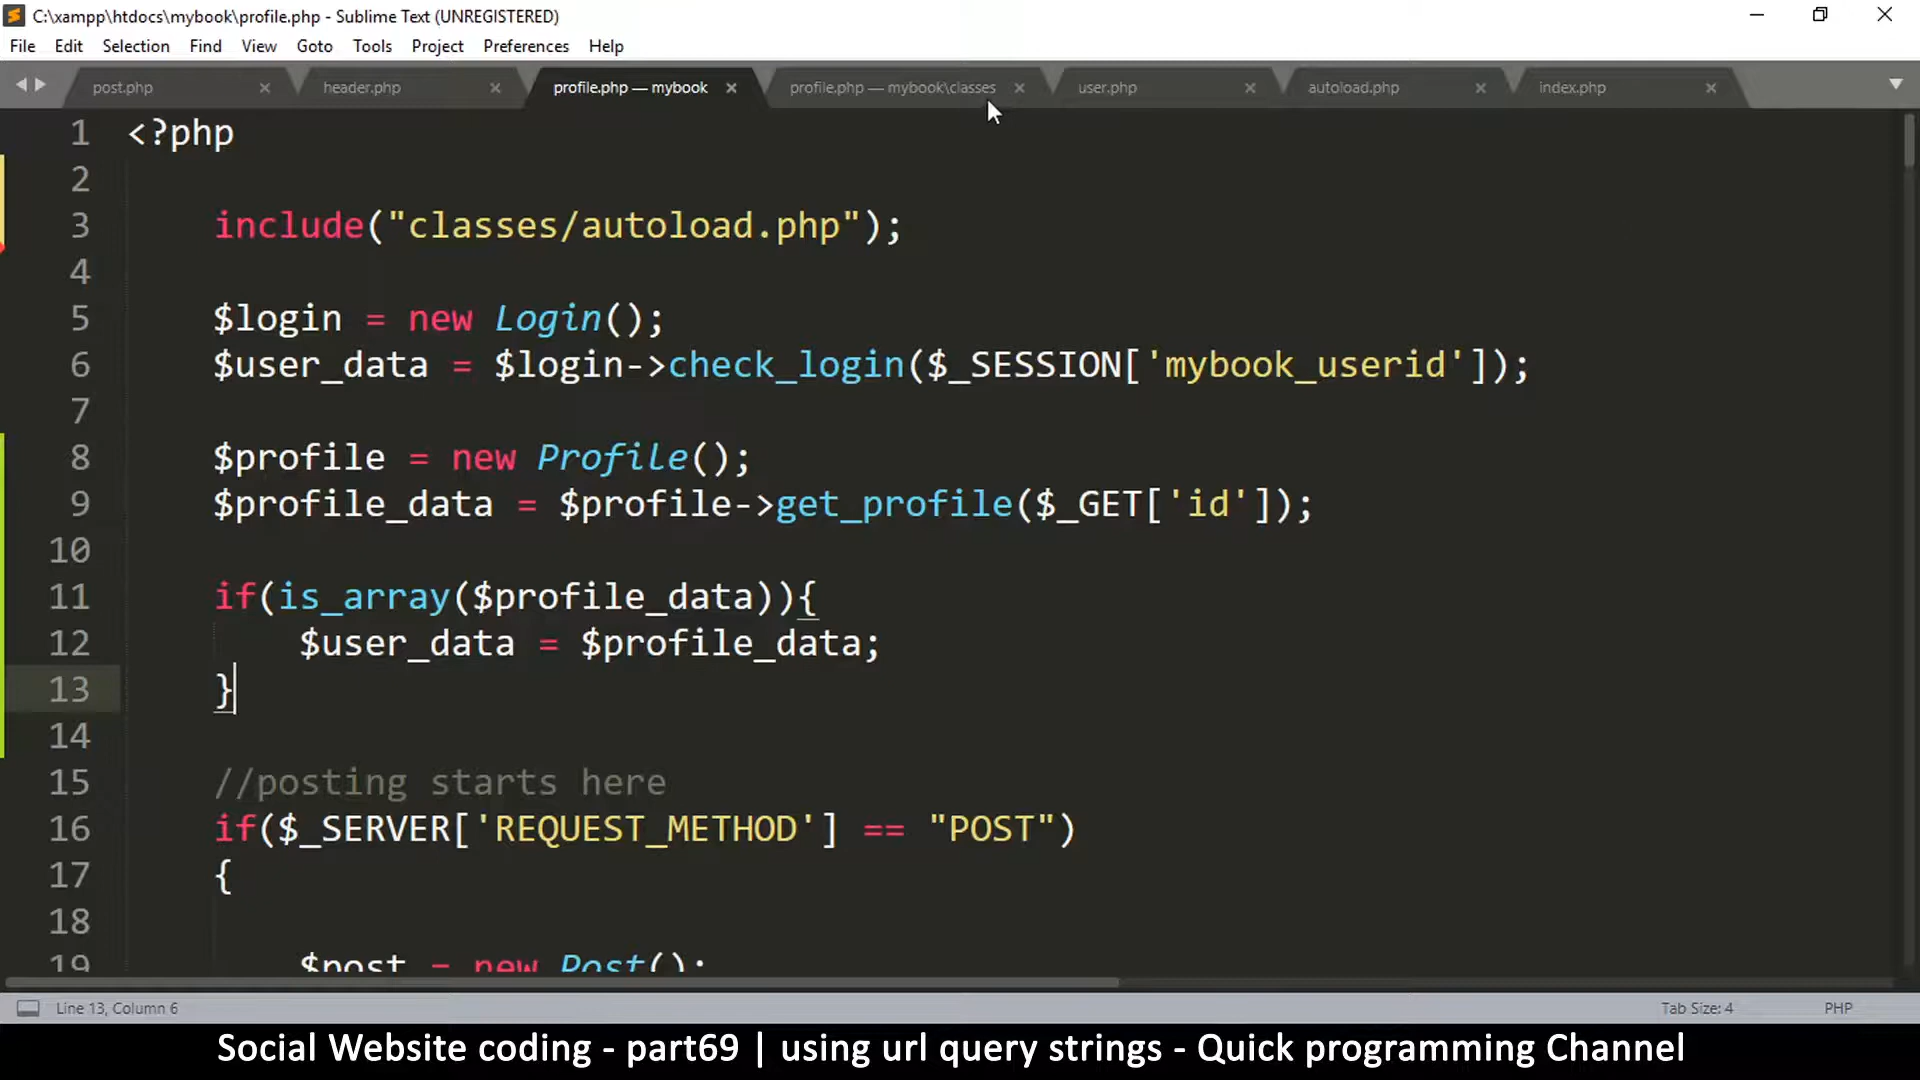 C:\xampp\htdocs\mybook\profile.php - Sublime Text (UNREGISTERED)
File Edit Selection Find View Goto Tools Project Preferences Help
post.php header.php profile.php — mybook profile.php — mybook\classes user.php autoload.php index.php
1 <?php
2
3 include("classes/autoload.php");
4
5 $login = new Login();
6 $user_data = $login->check_login($_SESSION['mybook_userid']);
7
8 $profile = new Profile();
9 $profile_data = $profile->get_profile($_GET['id']);
10
11 if(is_array($profile_data)){
12 $user_data = $profile_data;
13 }
14
15 //posting starts here
16 if($_SERVER['REQUEST_METHOD'] == "POST")
17 {
18
19 $post = new Post();
Line 13, Column 6 Tab Size: 4 PHP
Social Website coding - part69 | using url query strings - Quick programming Channel